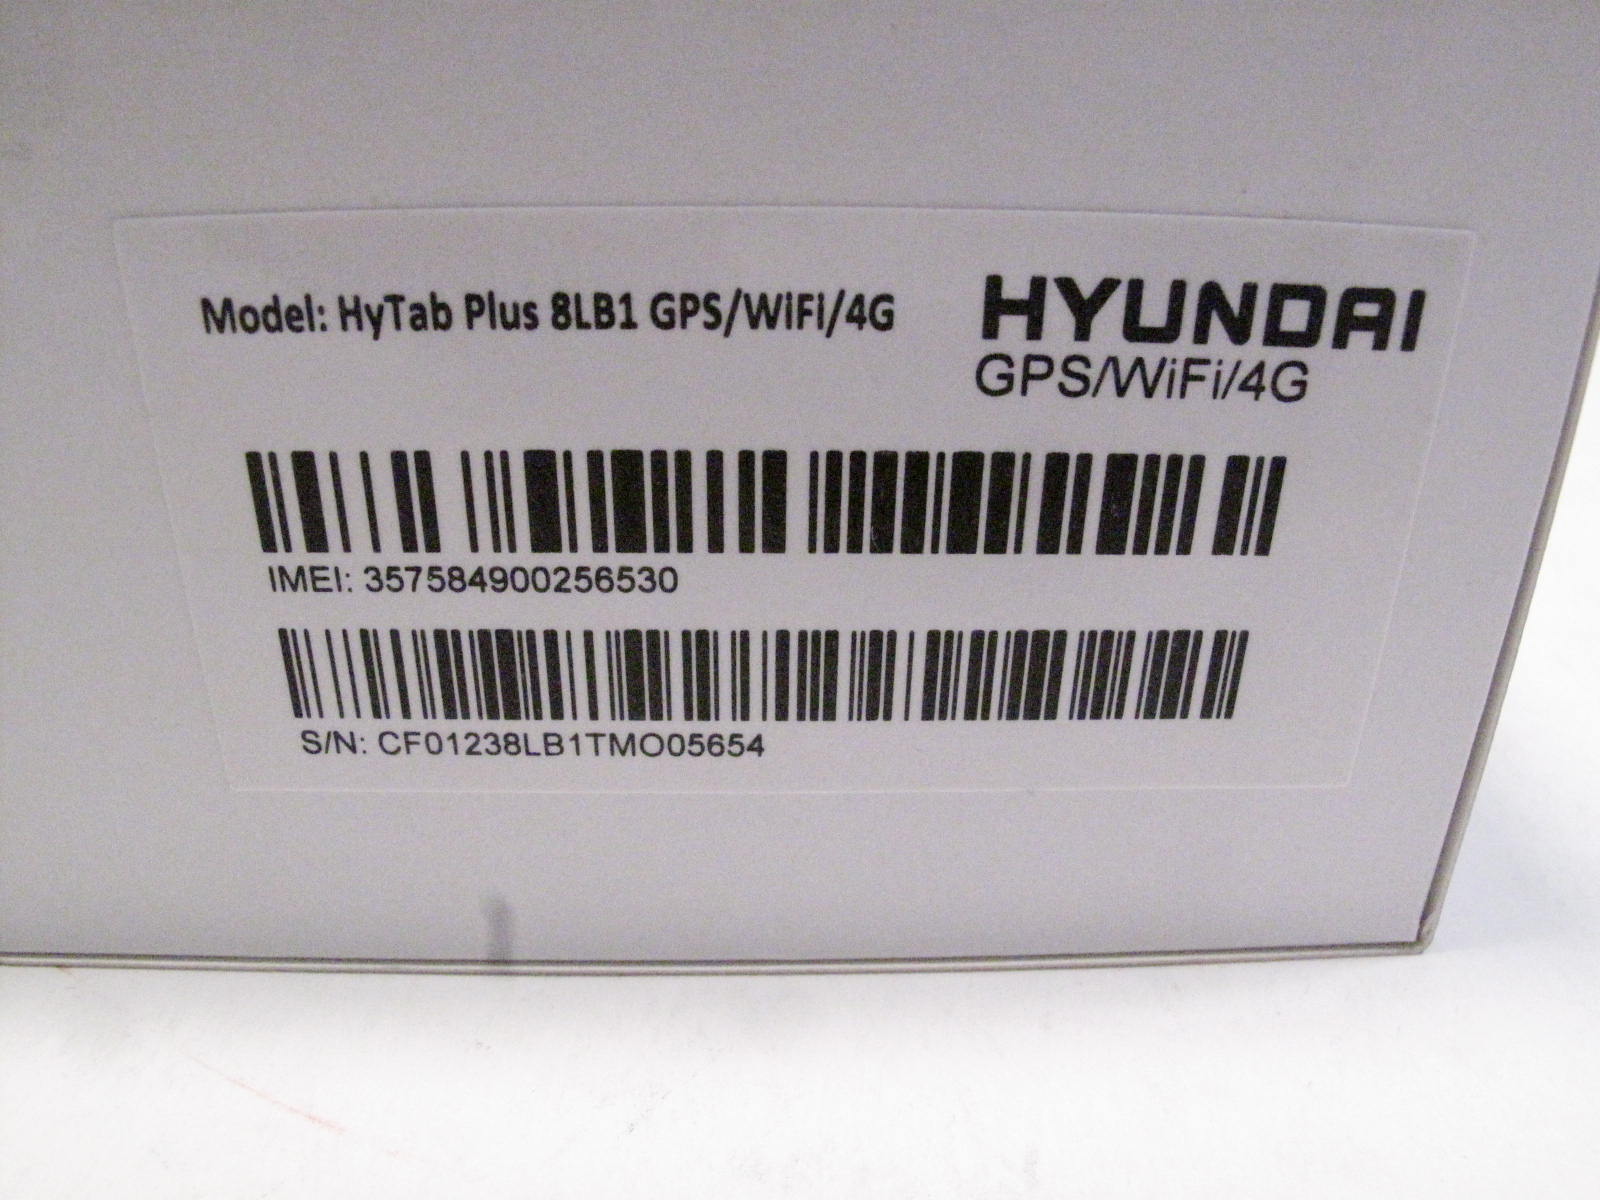 Model: HyTab Plus 8LB1 GPS/WiFi/4G
HYUNDAI
GPS/WiFi/4G
IMEI: 357584900256530
S/N: CF01238LB1TMO05654